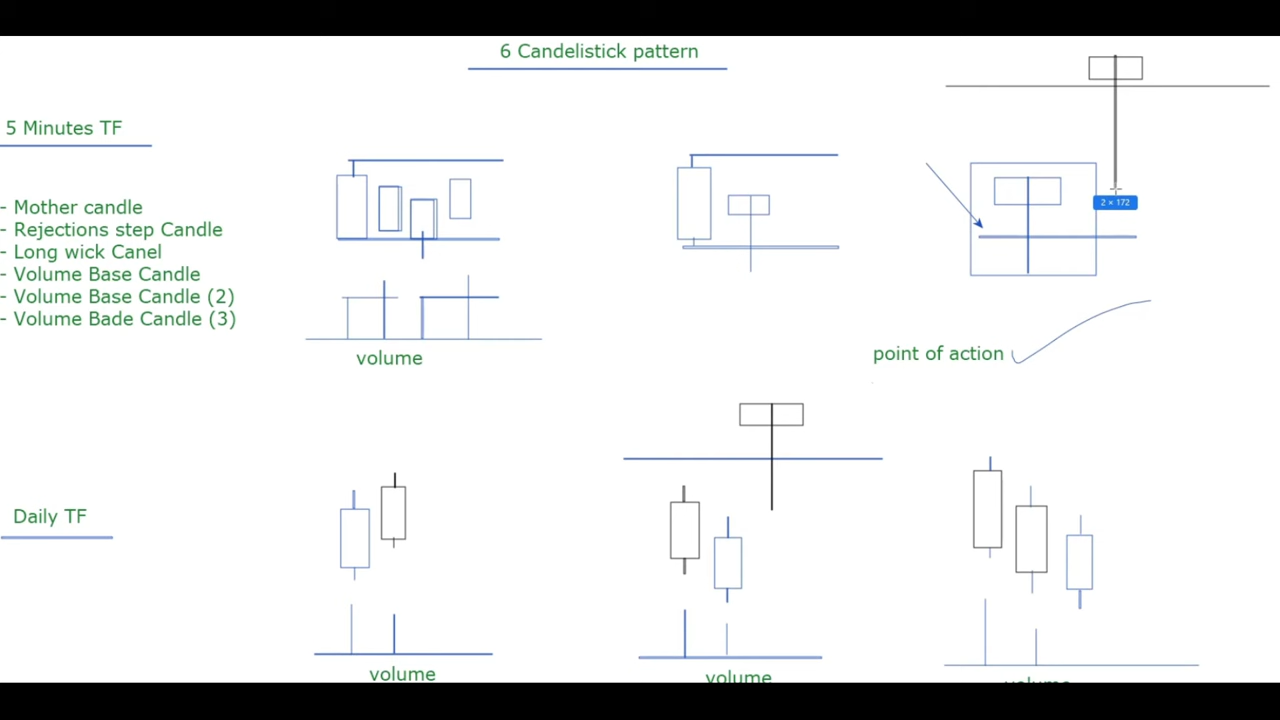 6 Candelistick pattern
5 Minutes TF
- Mother candle
- Rejections step Candle
- Long wick Canel
- Volume Base Candle
- Volume Base Candle (2)
- Volume Bade Candle (3)
2 × 172
volume
point of action
Daily TF
volume
volume
volume